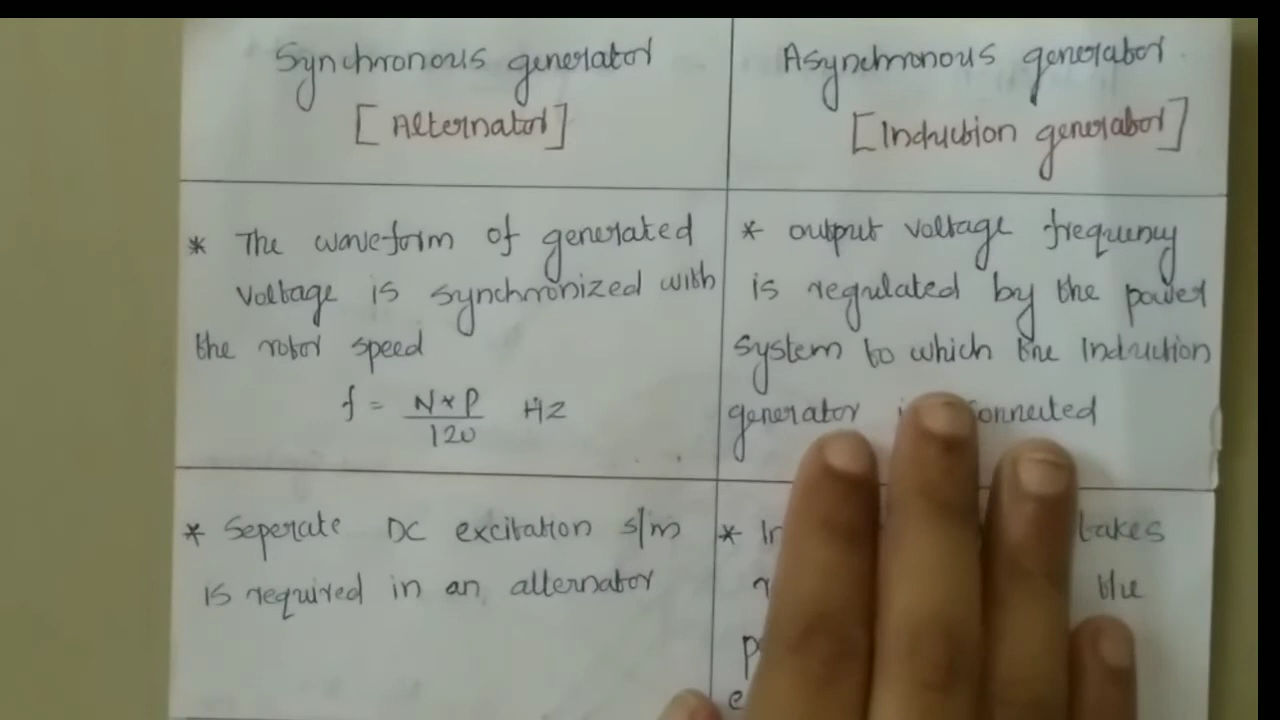 Synchronous generator
[Alternator]
Asynchronous generator
[Induction generator]
* The waveform of generated
voltage is synchronized with
the rotor speed
f = N*P/120 Hz
* output voltage frequency
is regulated by the power
system to which the Induction
generator connected
* Seperate DC excitation s/m
is required in an alternator
* takes
the